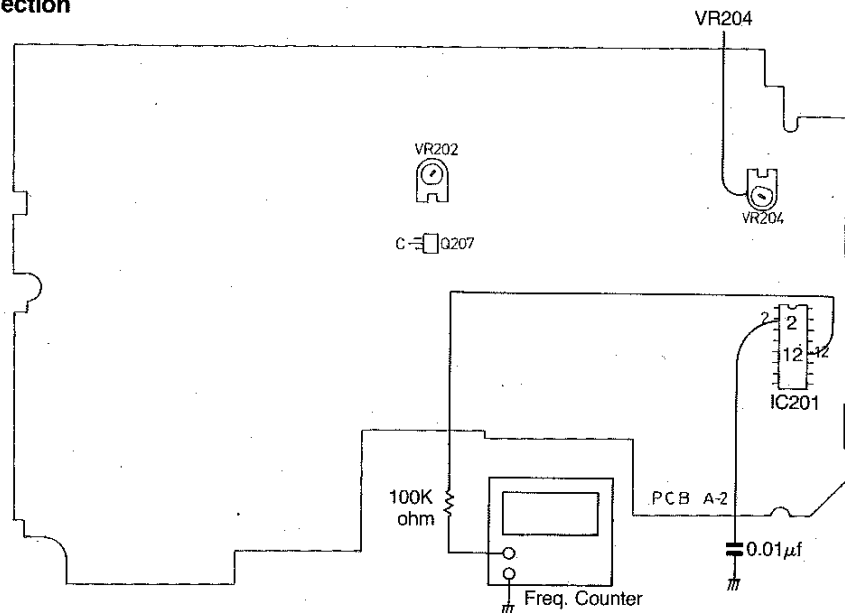 ection
VR204
VR202
VR204
C Q207
2 2
12 12
IC201
100K
ohm
PCB A-2
0.01μf
Freq. Counter